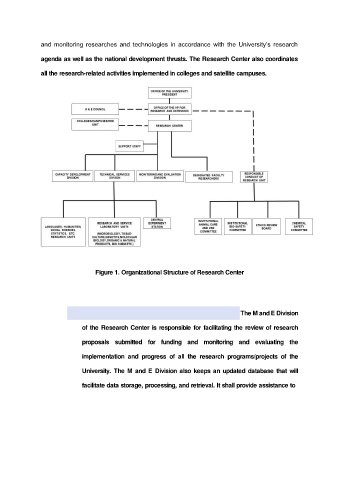 and monitoring researches and technologies in accordance with the University's research
agenda as well as the national development thrusts. The Research Center also coordinates
all the research-related activities implemented in colleges and satellite campuses.
OFFICE OF THE UNIVERSITY
PRESIDENT
R & E COUNCIL
OFFICE OF THE VP FOR
RESEARCH AND EXTENSION
UNIT
RESEARCH CENTER
SUPPORT STAFF
CAPACITY DEVELOPMENT
DIVISION
TECHNICAL SERVICES
DIVISION
MONITORING AND EVALUATION
DIVISION
DESIGNATED FACULTY
RESEARCHERS
RESPONSIBLE
CONDUCT OF
RESEARCH UNIT
LANGUAGES, HUMANITIES,
SOCIAL SCIENCES,
STATISTICS, ETC.
RESEARCH UNITS
RESEARCH AND SERVICE
LABORATORY UNITS
(MICROBIOLOGY, TISSUE
CULTURE, GENETICS, MOLECULAR
BIOLOGY, ORGANIC & NATURAL
PRODUCTS,
CENTRAL
EXPERIMENT
STATION
INSTITUTIONAL
ANIMAL CARE
AND USE
COMMITTEE
INSTITUTIONAL
BIO SAFETY
COMMITTEE
ETHICS REVIEW
BOARD
CHEMICAL
SAFETY
COMMITTEE
Figure 1. Organizational Structure of Research Center
The M and E Division
of the Research Center is responsible for facilitating the review of research
proposals submitted for funding and monitoring and evaluating the
implementation and progress of all the research programs/projects of the
University. The M and E Division also keeps an updated database that will
facilitate data storage, processing, and retrieval. It shall provide assistance to